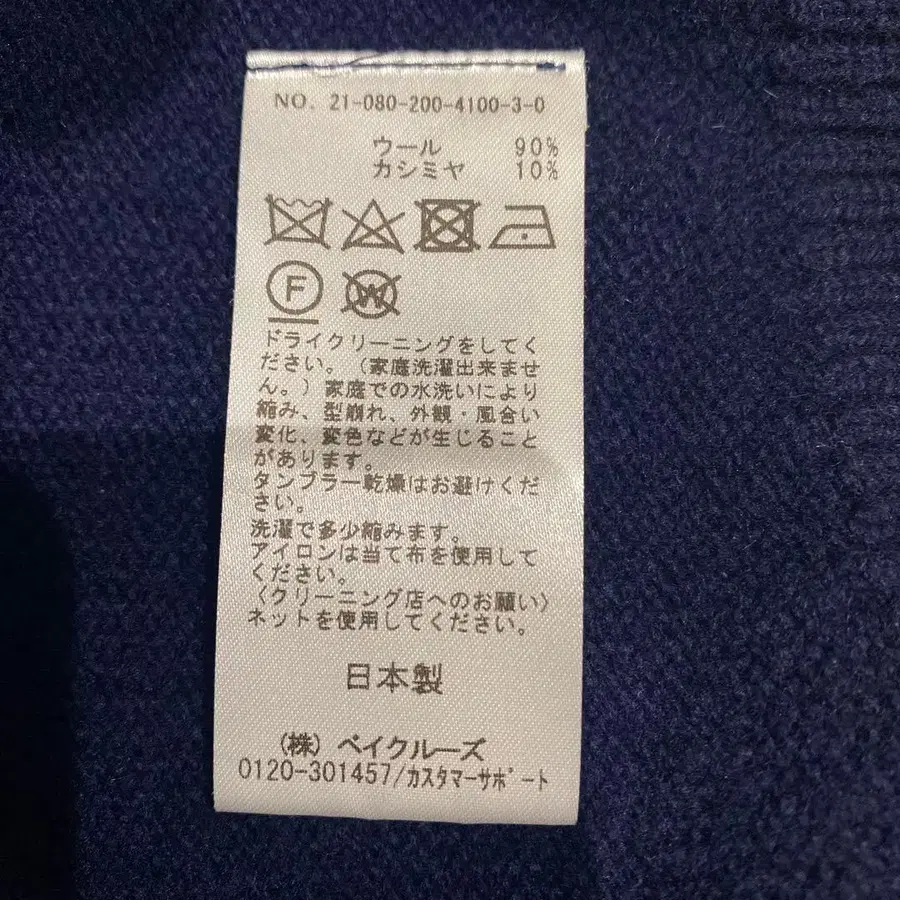 NO. 21-080-200-4100-3-0
ウール 90%
カシミヤ 10%
F
W
ドライクリーニングをしてく
ださい。（家庭洗濯出来ませ
ん。）家庭での水洗いにより
縮み、型崩れ、外観・風合い
変化、変色などが生じること
があります。
タンブラー乾燥はお避けくだ
さい。
洗濯で多少縮みます。
アイロンは当て布を使用して
ください。
〈クリーニング店へのお願い〉
ネットを使用してください。
日本製
（株）ベイクルーズ
0120-301457/カスタマーサポート